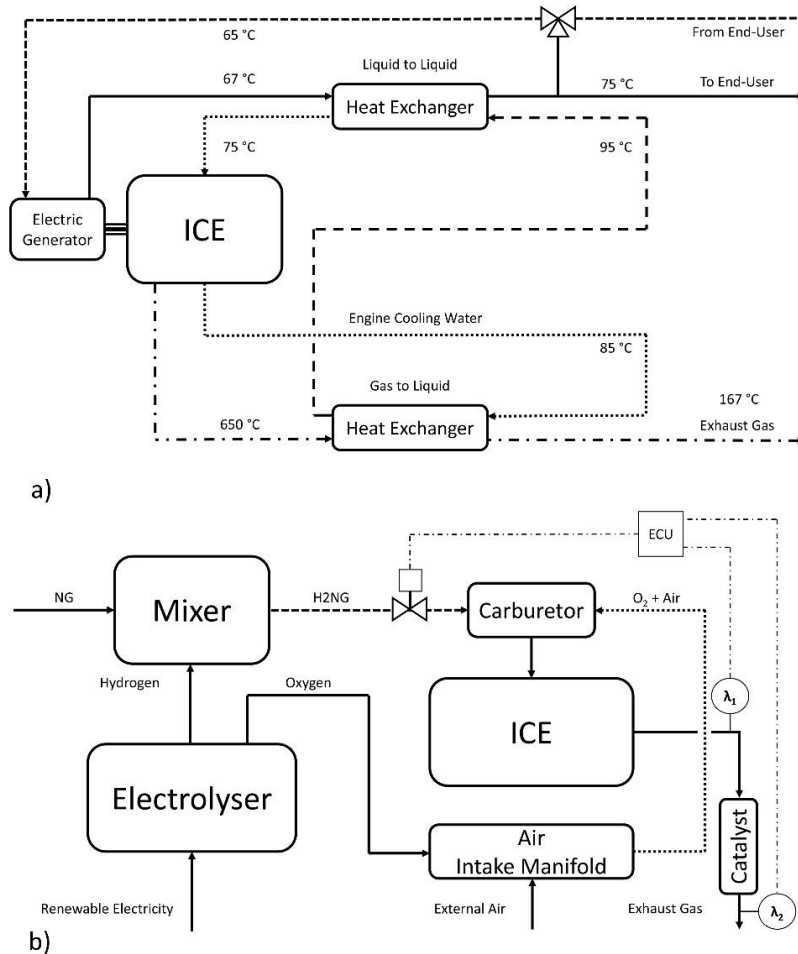 65 °C
From End-User
Liquid to Liquid
67 °C
Heat Exchanger
75 °C
To End-User
75 °C
95 °C
Electric
Generator
ICE
Engine Cooling Water
85 °C
Gas to Liquid
167 °C
650 °C
Heat Exchanger
Exhaust Gas
a)
ECU
NG
Mixer
H2NG
Carburetor
O₂ + Air
Hydrogen
Oxygen
λ₁
ICE
Electrolyser
Air
Intake Manifold
Catalyst
Renewable Electricity
External Air
Exhaust Gas
λ₂
b)